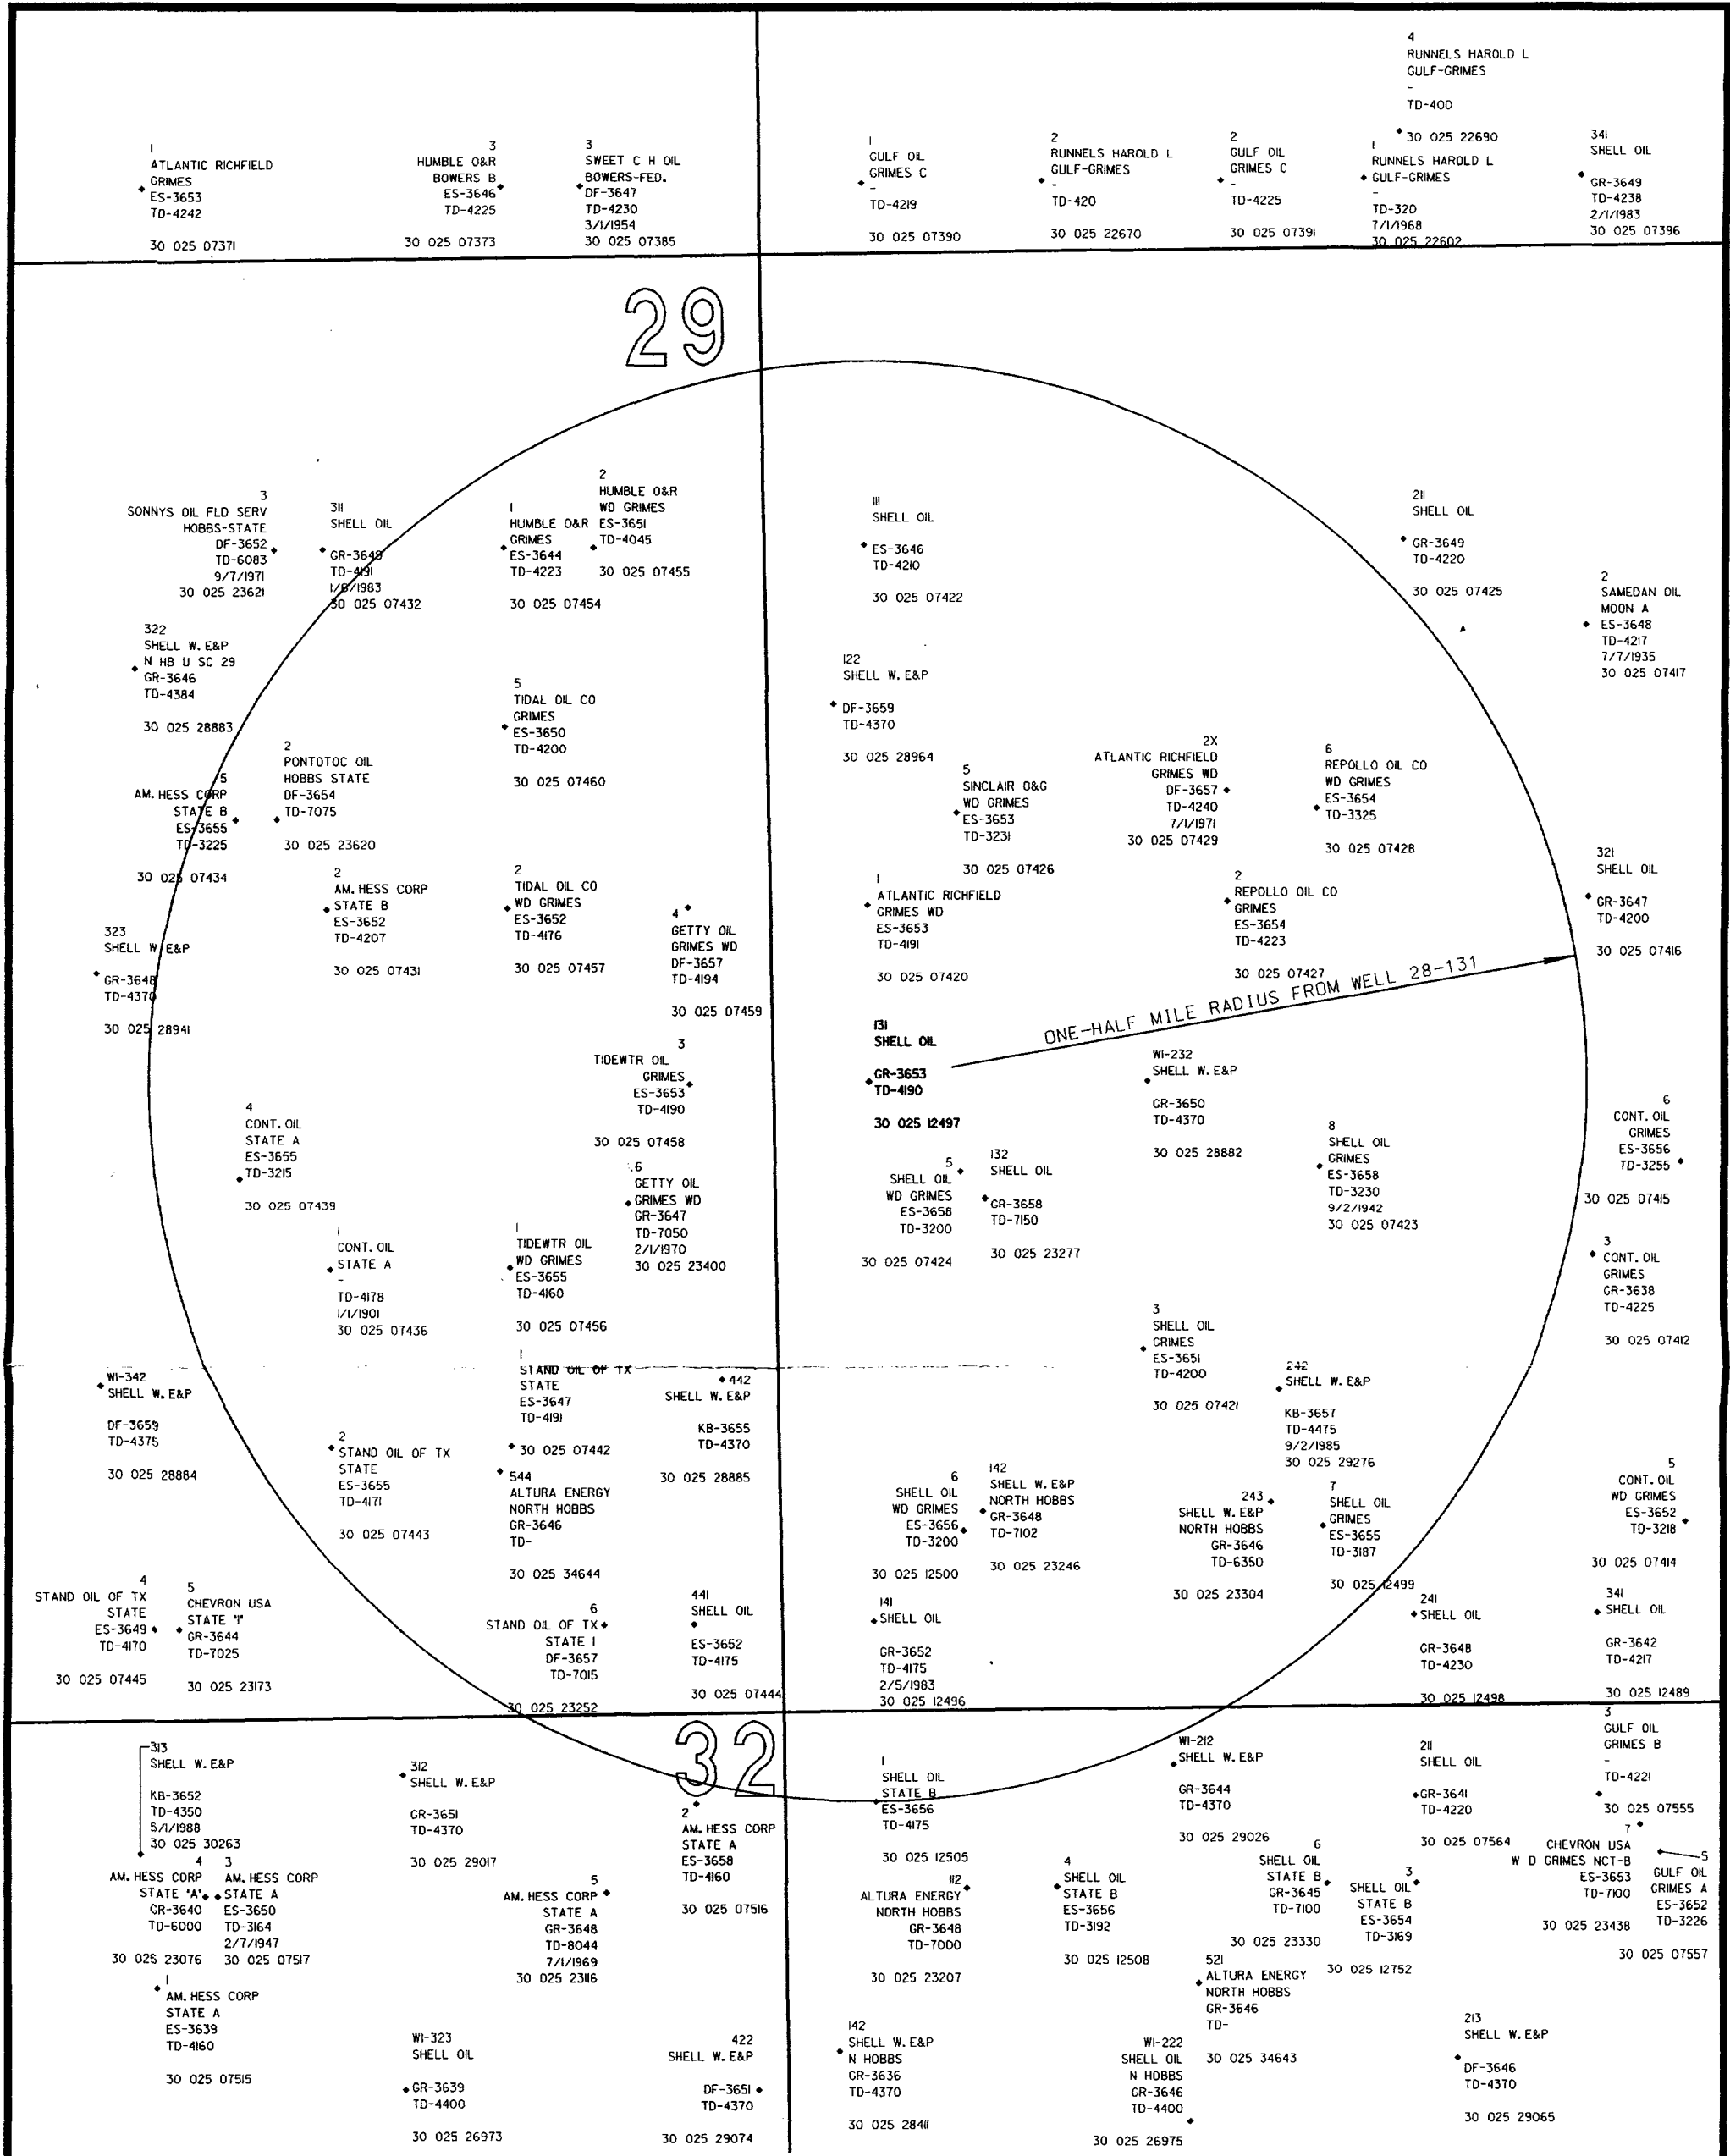 4
RUNNELS HAROLD L
GULF-GRIMES
-
TD-400
30 025 22690
1
ATLANTIC RICHFIELD
GRIMES
ES-3653
TD-4242
30 025 07371
3
HUMBLE O&R
BOWERS B
ES-3646
TD-4225
30 025 07373
3
SWEET C H OIL
BOWERS-FED.
DF-3647
TD-4230
3/1/1954
30 025 07385
1
GULF OIL
GRIMES C
-
TD-4219
30 025 07390
2
RUNNELS HAROLD L
GULF-GRIMES
-
TD-420
30 025 22670
2
GULF OIL
GRIMES C
-
TD-4225
30 025 07391
1
RUNNELS HAROLD L
GULF-GRIMES
-
TD-320
7/1/1968
30 025 22602
341
SHELL OIL
GR-3649
TD-4238
2/1/1983
30 025 07396
29
3
SONNYS OIL FLD SERV
HOBBS-STATE
DF-3652
TD-6083
9/7/1971
30 025 23621
311
SHELL OIL
GR-3649
TD-4191
1/8/1983
30 025 07432
1
HUMBLE O&R
GRIMES
ES-3644
TD-4223
30 025 07454
2
HUMBLE O&R
WD GRIMES
ES-3651
TD-4045
30 025 07455
111
SHELL OIL
ES-3646
TD-4210
30 025 07422
211
SHELL OIL
GR-3649
TD-4220
30 025 07425
2
SAMEDAN OIL
MOON A
ES-3648
TD-4217
7/7/1935
30 025 07417
322
SHELL W. E&P
N HB U SC 29
GR-3646
TD-4384
30 025 28883
5
TIDAL OIL CO
GRIMES
ES-3650
TD-4200
30 025 07460
122
SHELL W. E&P
DF-3659
TD-4370
30 025 28964
5
AM. HESS CORP
STATE B
ES-3655
TD-3225
30 025 07434
2
PONTOTOC OIL
HOBBS STATE
DF-3654
TD-7075
30 025 23620
5
SINCLAIR O&G
WD GRIMES
ES-3653
TD-3231
30 025 07426
2X
ATLANTIC RICHFIELD
GRIMES WD
DF-3657
TD-4240
7/1/1971
30 025 07429
6
REPOLLO OIL CO
WD GRIMES
ES-3654
TD-3325
30 025 07428
321
SHELL OIL
GR-3647
TD-4200
30 025 07416
323
SHELL W E&P
GR-3648
TD-4370
30 025 28941
2
AM. HESS CORP
STATE B
ES-3652
TD-4207
30 025 07431
2
TIDAL OIL CO
WD GRIMES
ES-3652
TD-4176
30 025 07457
4
GETTY OIL
GRIMES WD
DF-3657
TD-4194
30 025 07459
1
ATLANTIC RICHFIELD
GRIMES WD
ES-3653
TD-4191
30 025 07420
2
REPOLLO OIL CO
GRIMES
ES-3654
TD-4223
30 025 07427
ONE-HALF MILE RADIUS FROM WELL 28-131
3
TIDEWTR OIL
GRIMES
ES-3653
TD-4190
30 025 07458
131
SHELL OIL
GR-3653
TD-4190
30 025 12497
WI-232
SHELL W. E&P
GR-3650
TD-4370
30 025 28882
4
CONT. OIL
STATE A
ES-3655
TD-3215
30 025 07439
6
GETTY OIL
GRIMES WD
GR-3647
TD-7050
2/1/1970
30 025 23400
5
SHELL OIL
WD GRIMES
ES-3658
TD-3200
30 025 07424
132
SHELL OIL
GR-3658
TD-7150
30 025 23277
8
SHELL OIL
GRIMES
ES-3658
TD-3230
9/2/1942
30 025 07423
6
CONT. OIL
GRIMES
ES-3656
TD-3255
30 025 07415
1
CONT. OIL
STATE A
-
TD-4178
1/1/1901
30 025 07436
1
TIDEWTR OIL
WD GRIMES
ES-3655
TD-4160
30 025 07456
3
CONT. OIL
GRIMES
GR-3638
TD-4225
30 025 07412
3
SHELL OIL
GRIMES
ES-3651
TD-4200
30 025 07421
WI-342
SHELL W. E&P
DF-3659
TD-4375
30 025 28884
1
STAND OIL OF TX
STATE
ES-3647
TD-4191
30 025 07442
442
SHELL W. E&P
KB-3655
TD-4370
30 025 28885
242
SHELL W. E&P
KB-3657
TD-4475
9/2/1985
30 025 29276
2
STAND OIL OF TX
STATE
ES-3655
TD-4171
30 025 07443
544
ALTURA ENERGY
NORTH HOBBS
GR-3646
TD-
30 025 34644
6
SHELL OIL
WD GRIMES
ES-3656
TD-3200
30 025 12500
142
SHELL W. E&P
NORTH HOBBS
GR-3648
TD-7102
30 025 23246
243
SHELL W. E&P
NORTH HOBBS
GR-3646
TD-6350
30 025 23304
7
SHELL OIL
GRIMES
ES-3655
TD-3187
30 025 12499
5
CONT. OIL
WD GRIMES
ES-3652
TD-3218
30 025 07414
4
STAND OIL OF TX
STATE
ES-3649
TD-4170
30 025 07445
5
CHEVRON USA
STATE "I"
GR-3644
TD-7025
30 025 23173
6
STAND OIL OF TX
STATE I
DF-3657
TD-7015
30 025 23252
441
SHELL OIL
ES-3652
TD-4175
30 025 07444
141
SHELL OIL
GR-3652
TD-4175
2/5/1983
30 025 12496
241
SHELL OIL
GR-3648
TD-4230
30 025 12498
341
SHELL OIL
GR-3642
TD-4217
30 025 12489
32
313
SHELL W. E&P
KB-3652
TD-4350
5/1/1988
30 025 30263
312
SHELL W. E&P
GR-3651
TD-4370
30 025 29017
2
AM. HESS CORP
STATE A
ES-3658
TD-4160
30 025 07516
1
SHELL OIL
STATE B
ES-3656
TD-4175
30 025 12505
WI-212
SHELL W. E&P
GR-3644
TD-4370
30 025 29026
211
SHELL OIL
GR-3641
TD-4220
30 025 07564
3
GULF OIL
GRIMES B
-
TD-4221
30 025 07555
4
AM. HESS CORP
STATE "A"
GR-3640
TD-6000
30 025 23076
3
AM. HESS CORP
STATE A
ES-3650
TD-3164
2/7/1947
30 025 07517
5
AM. HESS CORP
STATE A
GR-3648
TD-8044
7/1/1969
30 025 23116
112
ALTURA ENERGY
NORTH HOBBS
GR-3648
TD-7000
30 025 23207
4
SHELL OIL
STATE B
ES-3656
TD-3192
30 025 12508
6
SHELL OIL
STATE B
GR-3645
TD-7100
30 025 23330
3
SHELL OIL
STATE B
ES-3654
TD-3169
30 025 12752
7
CHEVRON USA
W D GRIMES NCT-B
ES-3653
TD-7100
30 025 23438
5
GULF OIL
GRIMES A
ES-3652
TD-3226
30 025 07557
1
AM. HESS CORP
STATE A
ES-3639
TD-4160
30 025 07515
WI-323
SHELL OIL
GR-3639
TD-4400
30 025 26973
422
SHELL W. E&P
DF-3651
TD-4370
30 025 29074
142
SHELL W. E&P
N HOBBS
GR-3636
TD-4370
30 025 28411
WI-222
SHELL OIL
N HOBBS
GR-3646
TD-4400
30 025 26975
521
ALTURA ENERGY
NORTH HOBBS
GR-3646
TD-
30 025 34643
213
SHELL W. E&P
DF-3646
TD-4370
30 025 29065